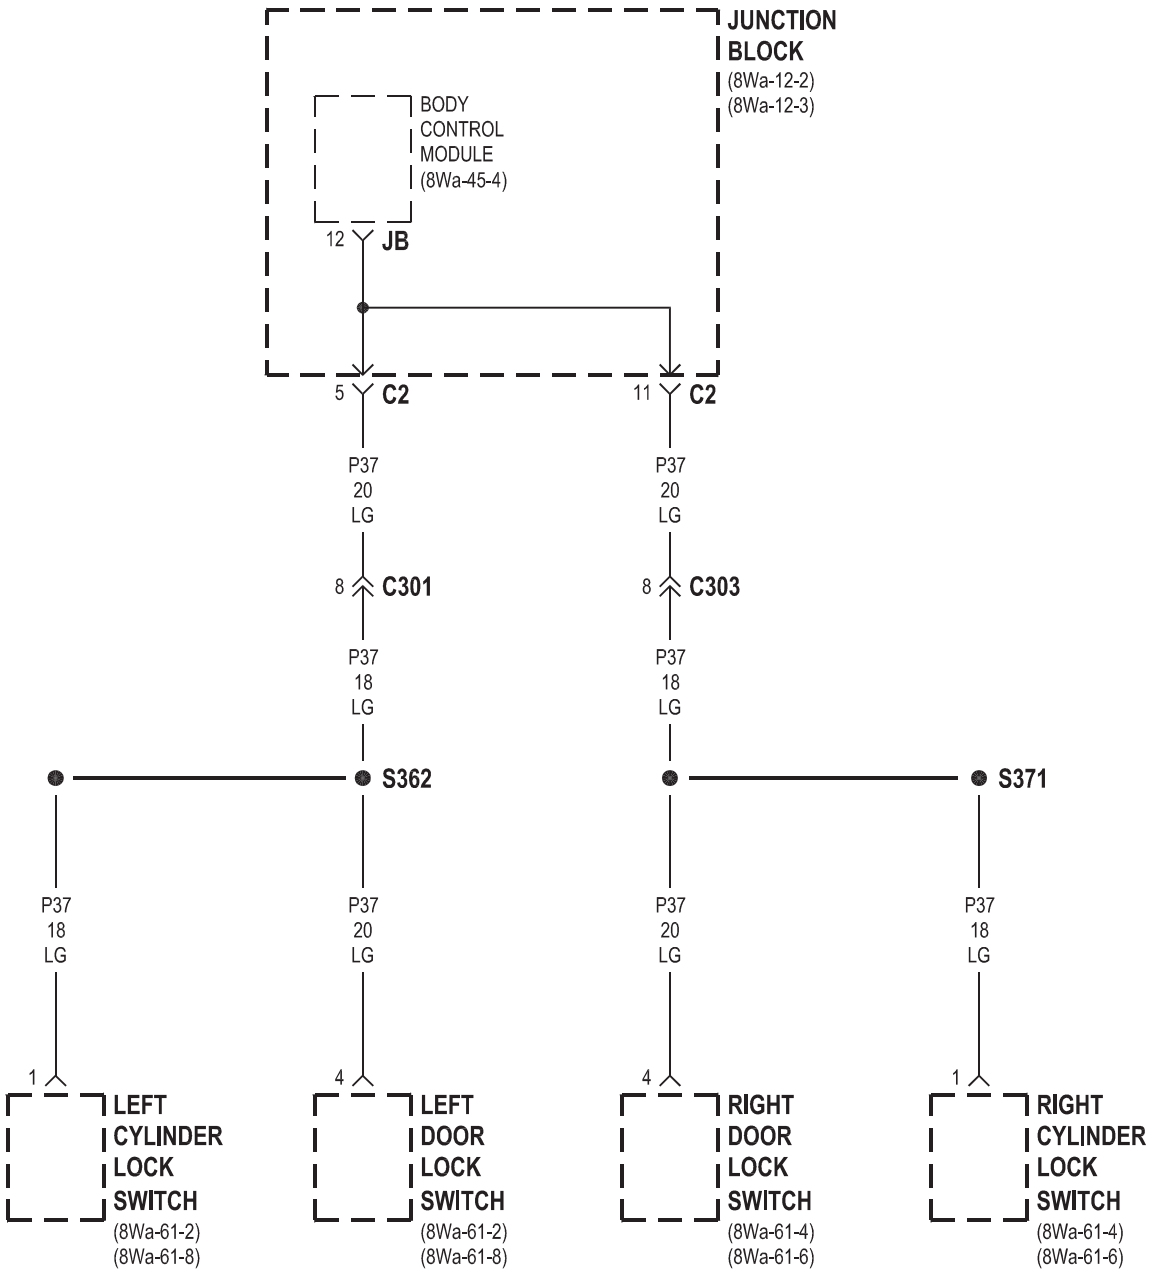 JUNCTION
BLOCK
(8Wa-12-2)
(8Wa-12-3)
BODY
CONTROL
MODULE
(8Wa-45-4)
12 JB
5 C2
11 C2
P37
20
LG
P37
20
LG
8 C301
8 C303
P37
18
LG
P37
18
LG
S362
S371
P37
18
LG
P37
20
LG
P37
20
LG
P37
18
LG
1
4
4
1
LEFT
CYLINDER
LOCK
SWITCH
(8Wa-61-2)
(8Wa-61-8)
LEFT
DOOR
LOCK
SWITCH
(8Wa-61-2)
(8Wa-61-8)
RIGHT
DOOR
LOCK
SWITCH
(8Wa-61-4)
(8Wa-61-6)
RIGHT
CYLINDER
LOCK
SWITCH
(8Wa-61-4)
(8Wa-61-6)